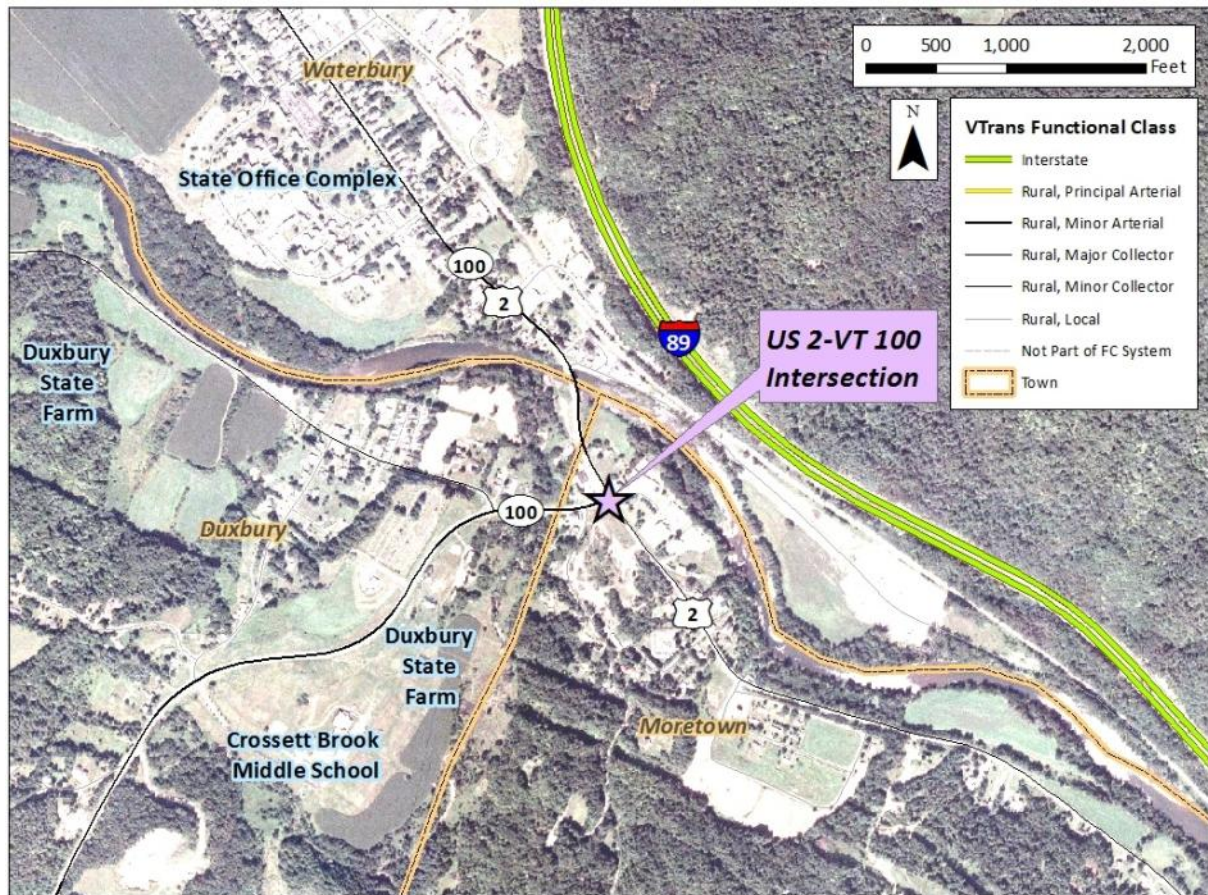 Waterbury
State Office Complex
100
2
89
US 2-VT 100
Intersection
Duxbury
State
Farm
Duxbury
100
2
Duxbury
State
Farm
Moretown
Crossett Brook
Middle School
0 500 1,000 2,000
Feet
N
VTrans Functional Class
Interstate
Rural, Principal Arterial
Rural, Minor Arterial
Rural, Major Collector
Rural, Minor Collector
Rural, Local
Not Part of FC System
Town